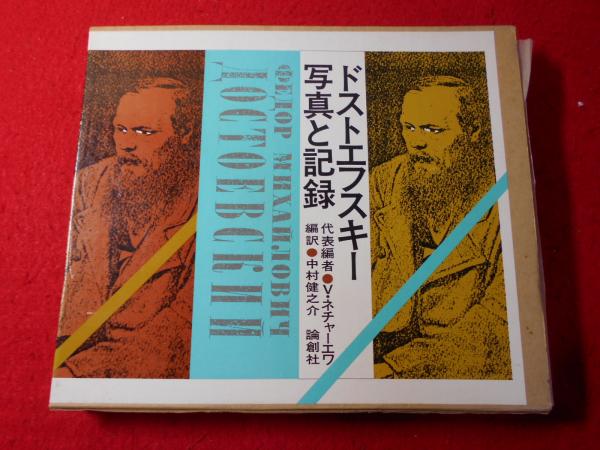 ドストエフスキー
写真と記録
代表編者●V・ネチャーエワ
編訳●中村健之介 論創社
ФЕДОР МИХАЙЛОВИЧ
ДОСТОЕВСКИЙ